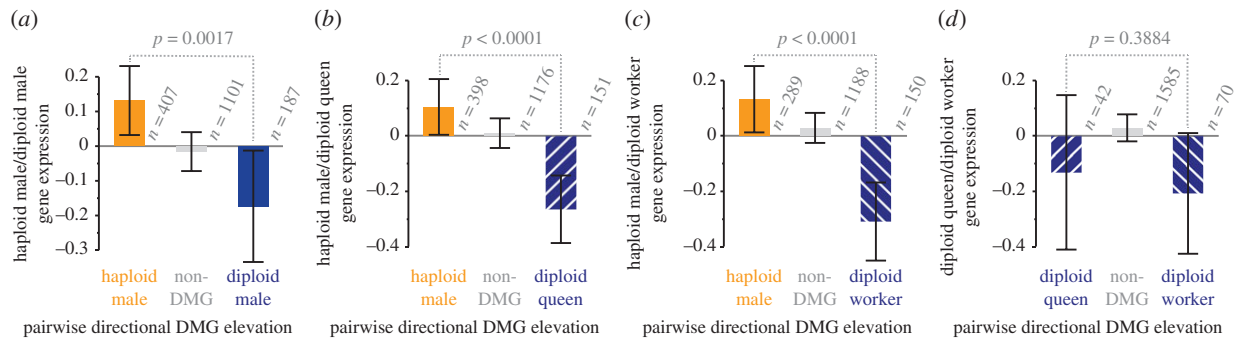 (a)
p = 0.0017
haploid male/diploid male
gene expression
0.2
0.1
0
–0.1
–0.2
–0.3
n = 407
n = 1101
n = 187
haploid
male
non-
DMG
diploid
male
pairwise directional DMG elevation
(b)
p < 0.0001
haploid male/diploid queen
gene expression
0.2
0
–0.2
–0.4
n = 398
n = 1176
n = 151
haploid
male
non-
DMG
diploid
queen
pairwise directional DMG elevation
(c)
p < 0.0001
haploid male/diploid worker
gene expression
0.2
0
–0.2
–0.4
n = 289
n = 1188
n = 150
haploid
male
non-
DMG
diploid
worker
pairwise directional DMG elevation
(d)
p = 0.3884
diploid queen/diploid worker
gene expression
0.2
0
–0.2
–0.4
n = 42
n = 1585
n = 70
diploid
queen
non-
DMG
diploid
worker
pairwise directional DMG elevation